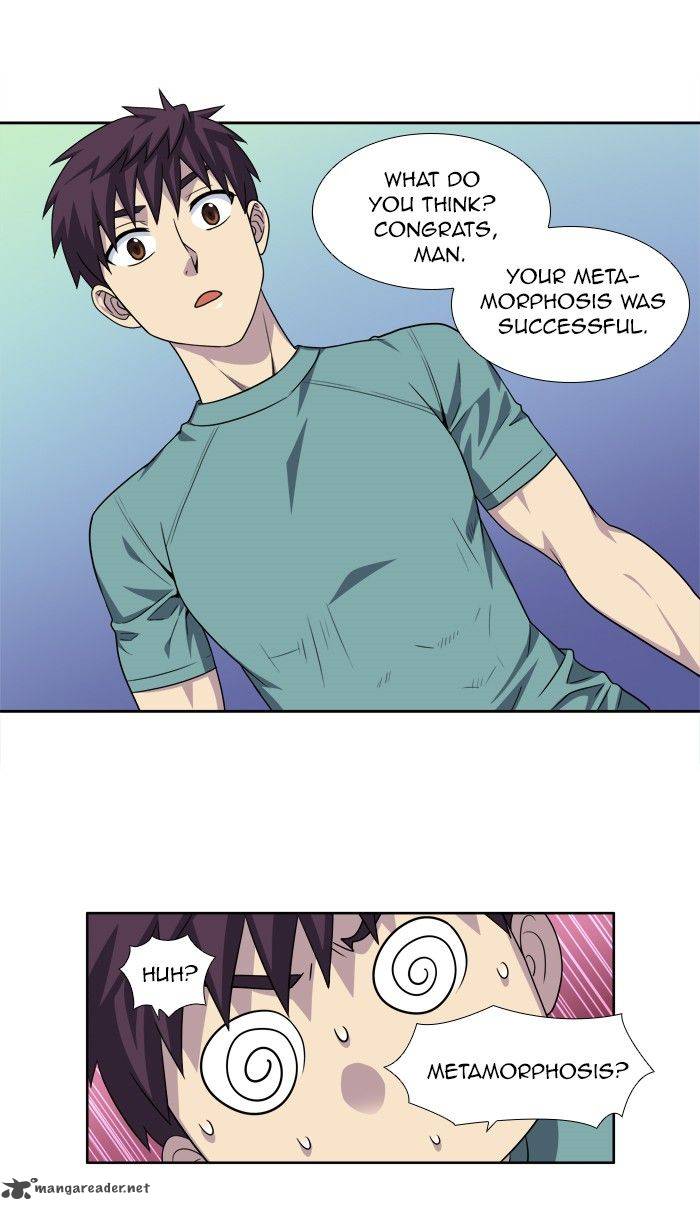 WHAT DO
YOU THINK?
CONGRATS,
MAN.
YOUR META-
MORPHOSIS WAS
SUCCESSFUL.
HUH?
METAMORPHOSIS?
mangareader.net